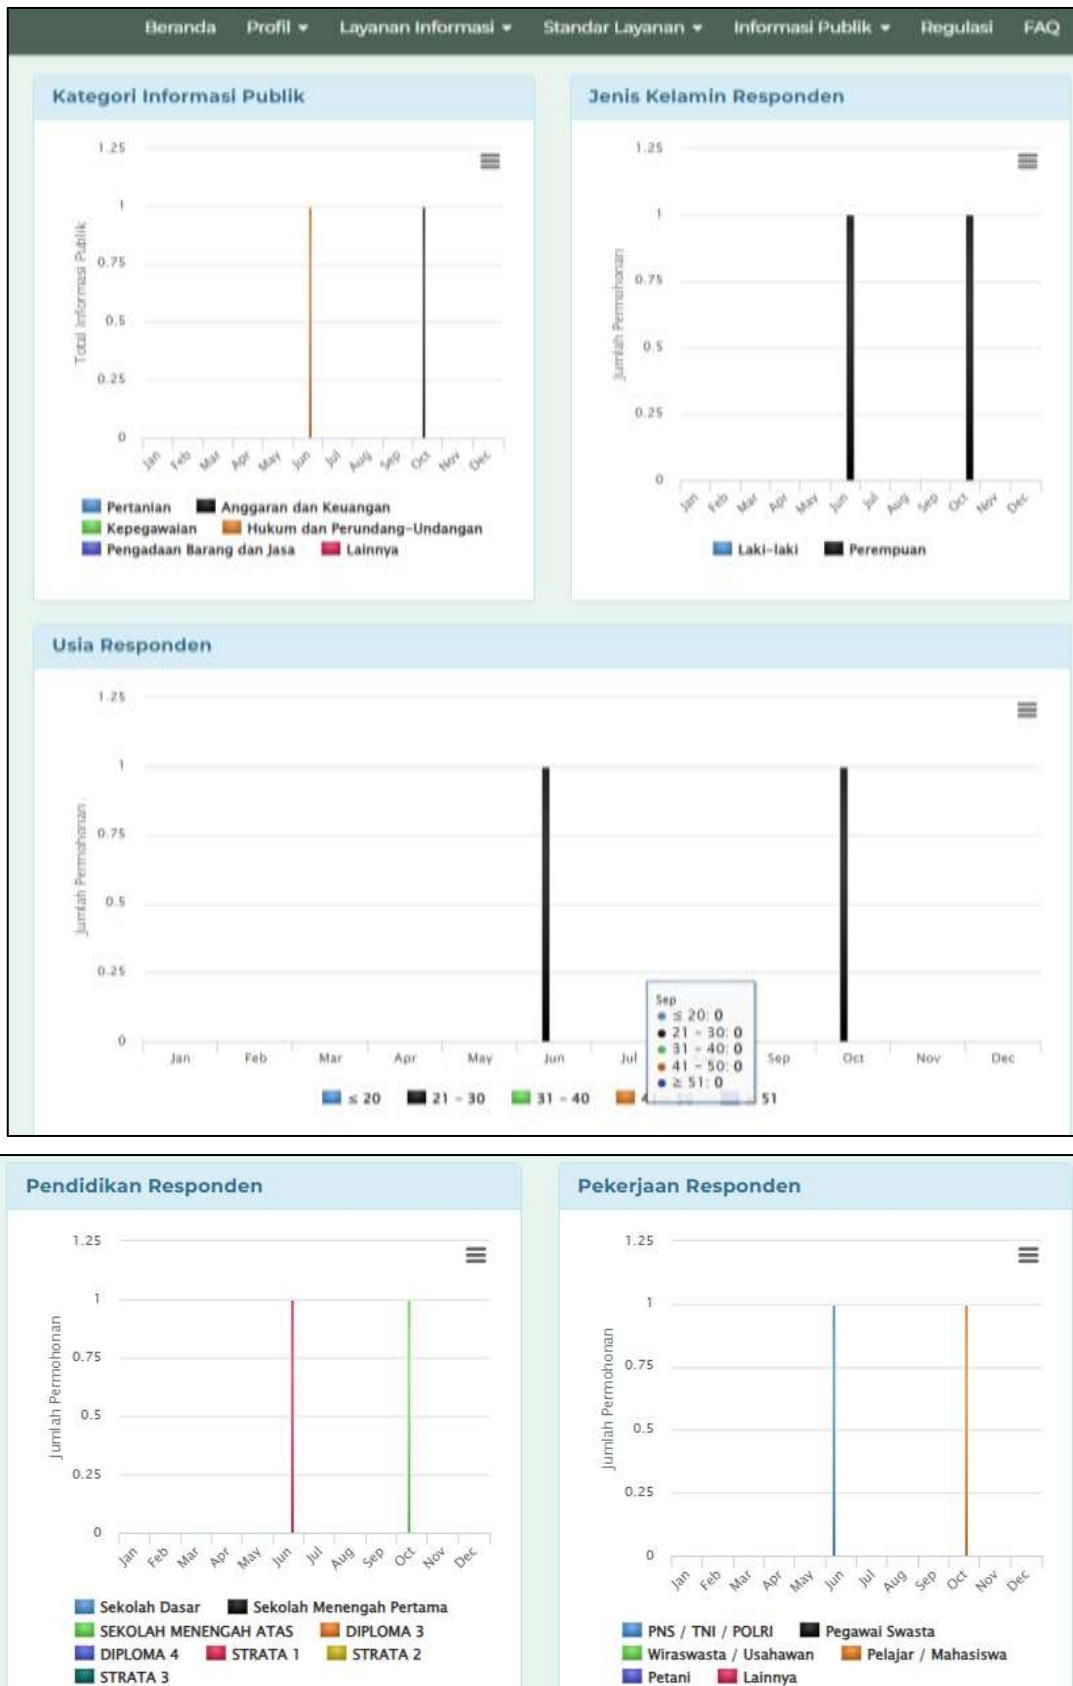 Beranda Profil Layanan Informasi Standar Layanan Informasi Publik Regulasi FAQ
Kategori Informasi Publik
1.25
1
0.75
0.5
0.25
0
Total Informasi Publik
Jan Feb Mar Apr May Jun Jul Aug Sep Oct Nov Dec
Pertanian Anggaran dan Keuangan
Kepegawaian Hukum dan Perundang-Undangan
Pengadaan Barang dan Jasa Lainnya
Jenis Kelamin Responden
1.25
1
0.75
0.5
0.25
0
Jumlah Permohonan
Jan Feb Mar Apr May Jun Jul Aug Sep Oct Nov Dec
Laki-laki Perempuan
Usia Responden
1.25
1
0.75
0.5
0.25
0
Jumlah Permohonan
Jan Feb Mar Apr May Jun Jul Sep Oct Nov Dec
Sep
≤ 20: 0
21 - 30: 0
31 - 40: 0
41 - 50: 0
≥ 51: 0
≤ 20 21 - 30 31 - 40 51
Pendidikan Responden
1.25
1
0.75
0.5
0.25
0
Jumlah Permohonan
Jan Feb Mar Apr May Jun Jul Aug Sep Oct Nov Dec
Sekolah Dasar Sekolah Menengah Pertama
SEKOLAH MENENGAH ATAS DIPLOMA 3
DIPLOMA 4 STRATA 1 STRATA 2
STRATA 3
Pekerjaan Responden
1.25
1
0.75
0.5
0.25
0
Jumlah Permohonan
Jan Feb Mar Apr May Jun Jul Aug Sep Oct Nov Dec
PNS / TNI / POLRI Pegawai Swasta
Wiraswasta / Usahawan Pelajar / Mahasiswa
Petani Lainnya